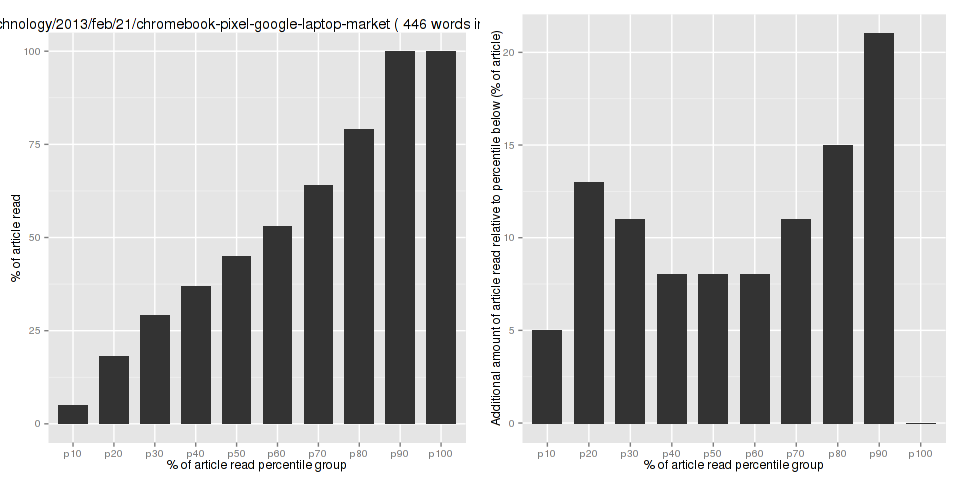 chnology/2013/feb/21/chromebook-pixel-google-laptop-market ( 446 words in
% of article read
100
75
50
25
0
p10 p20 p30 p40 p50 p60 p70 p80 p90 p100
% of article read percentile group
Additional amount of article read relative to percentile below (% of article)
20
15
10
5
0
p10 p20 p30 p40 p50 p60 p70 p80 p90 p100
% of article read percentile group